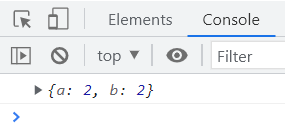 Elements Console
top Filter
{a: 2, b: 2}